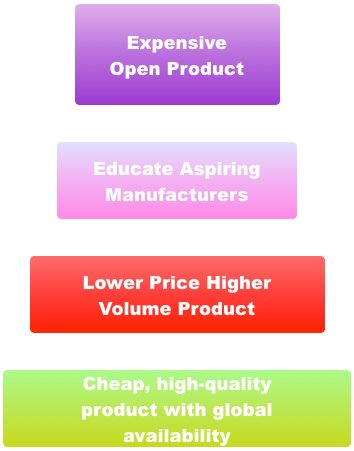 Expensive
Open Product
Educate Aspiring
Manufacturers
Lower Price Higher
Volume Product
Cheap, high-quality
product with global
availability